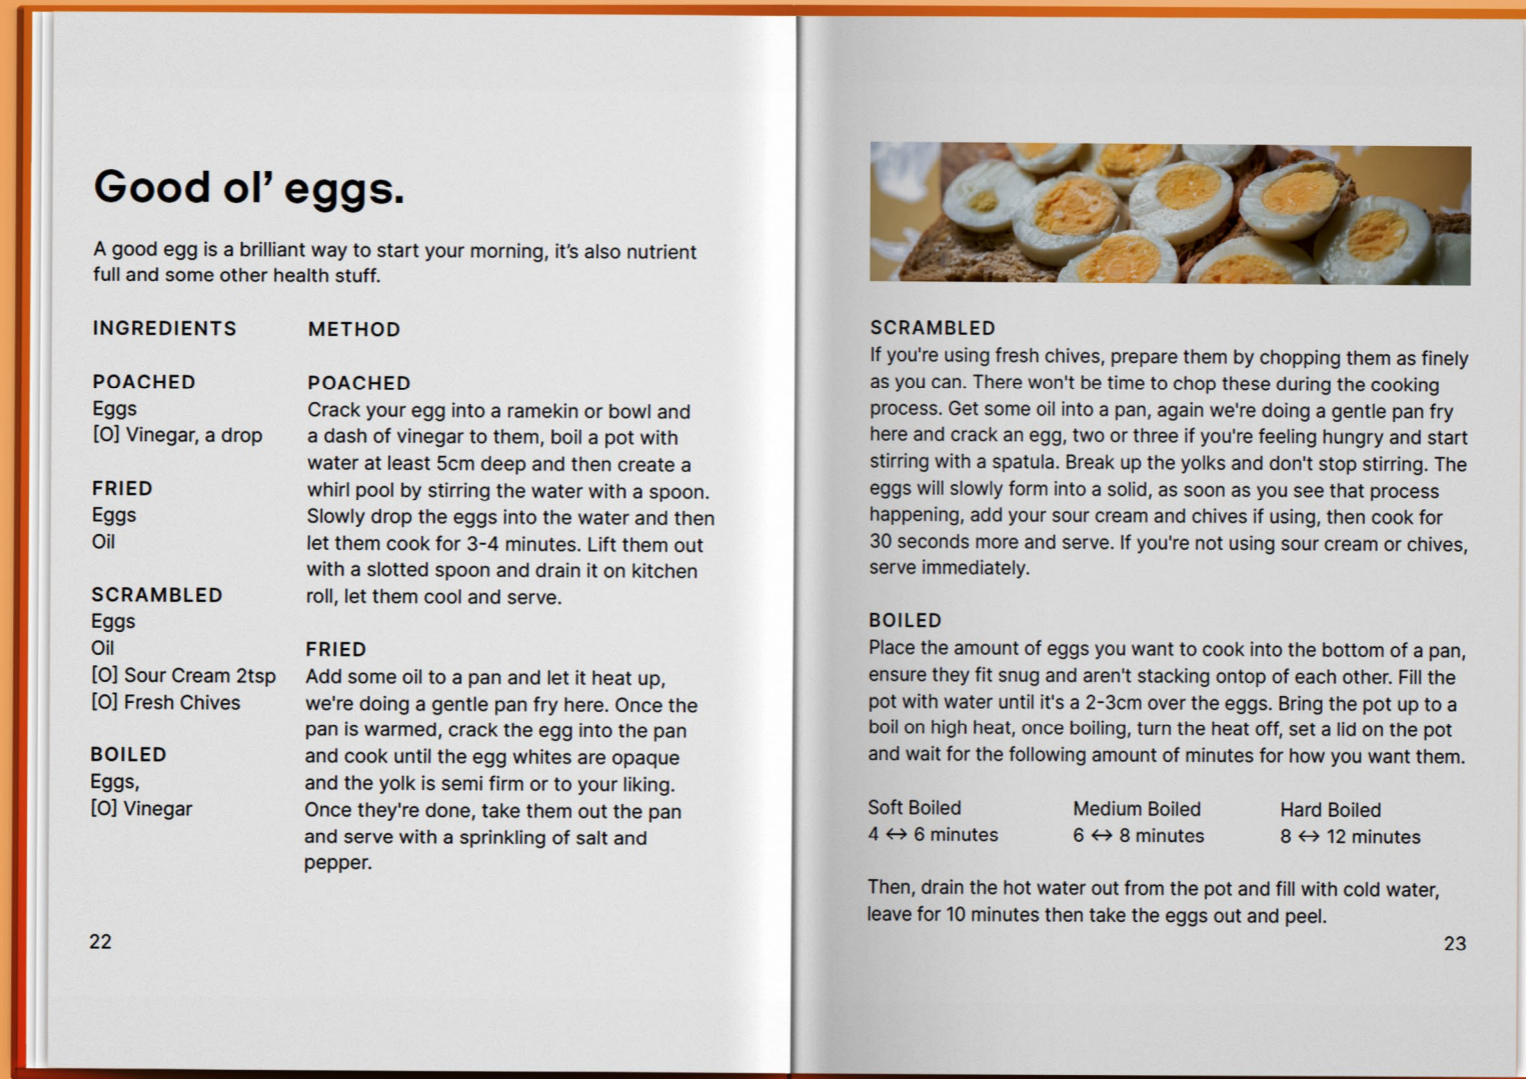 Good ol’ eggs.
A good egg is a brilliant way to start your morning, it’s also nutrient
full and some other health stuff.
INGREDIENTS
POACHED
Eggs
[O] Vinegar, a drop
FRIED
Eggs
Oil
SCRAMBLED
Eggs
Oil
[O] Sour Cream 2tsp
[O] Fresh Chives
BOILED
Eggs,
[O] Vinegar
METHOD
POACHED
Crack your egg into a ramekin or bowl and
a dash of vinegar to them, boil a pot with
water at least 5cm deep and then create a
whirl pool by stirring the water with a spoon.
Slowly drop the eggs into the water and then
let them cook for 3-4 minutes. Lift them out
with a slotted spoon and drain it on kitchen
roll, let them cool and serve.
FRIED
Add some oil to a pan and let it heat up,
we're doing a gentle pan fry here. Once the
pan is warmed, crack the egg into the pan
and cook until the egg whites are opaque
and the yolk is semi firm or to your liking.
Once they're done, take them out the pan
and serve with a sprinkling of salt and
pepper.
22
SCRAMBLED
If you're using fresh chives, prepare them by chopping them as finely
as you can. There won't be time to chop these during the cooking
process. Get some oil into a pan, again we're doing a gentle pan fry
here and crack an egg, two or three if you're feeling hungry and start
stirring with a spatula. Break up the yolks and don't stop stirring. The
eggs will slowly form into a solid, as soon as you see that process
happening, add your sour cream and chives if using, then cook for
30 seconds more and serve. If you're not using sour cream or chives,
serve immediately.
BOILED
Place the amount of eggs you want to cook into the bottom of a pan,
ensure they fit snug and aren't stacking ontop of each other. Fill the
pot with water until it's a 2-3cm over the eggs. Bring the pot up to a
boil on high heat, once boiling, turn the heat off, set a lid on the pot
and wait for the following amount of minutes for how you want them.
Soft Boiled
4 ↔ 6 minutes
Medium Boiled
6 ↔ 8 minutes
Hard Boiled
8 ↔ 12 minutes
Then, drain the hot water out from the pot and fill with cold water,
leave for 10 minutes then take the eggs out and peel.
23